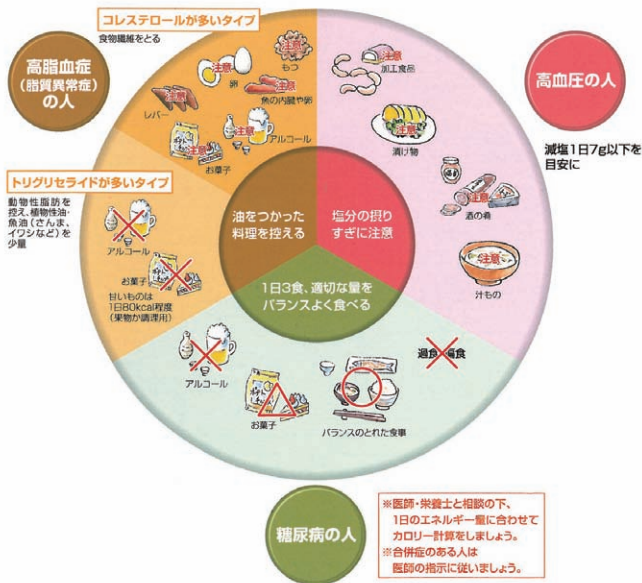 コレステロールが多いタイプ
食物繊維をとる
高脂血症
(脂質異常症)
の人
注意
もつ
注意
卵
注意
魚の内臓や卵
注意
レバー
注意
アルコール
注意
お菓子
トリグリセライドが多いタイプ
動物性脂肪を
控え、植物性油・
魚油(さんま、
イワシなど)を
少量
アルコール
お菓子
甘いものは
1日80kcal程度
(果物か調理用)
油をつかった
料理を控える
塩分の摂り
すぎに注意
1日3食、適切な量を
バランスよく食べる
注意
加工食品
注意
漬け物
注意
酒の肴
注意
汁もの
高血圧の人
減塩1日7g以下を
目安に
アルコール
お菓子
バランスのとれた食事
過食・偏食
糖尿病の人
※医師・栄養士と相談の下、
1日のエネルギー量に合わせて
カロリー計算をしましょう。
※合併症のある人は
医師の指示に従いましょう。